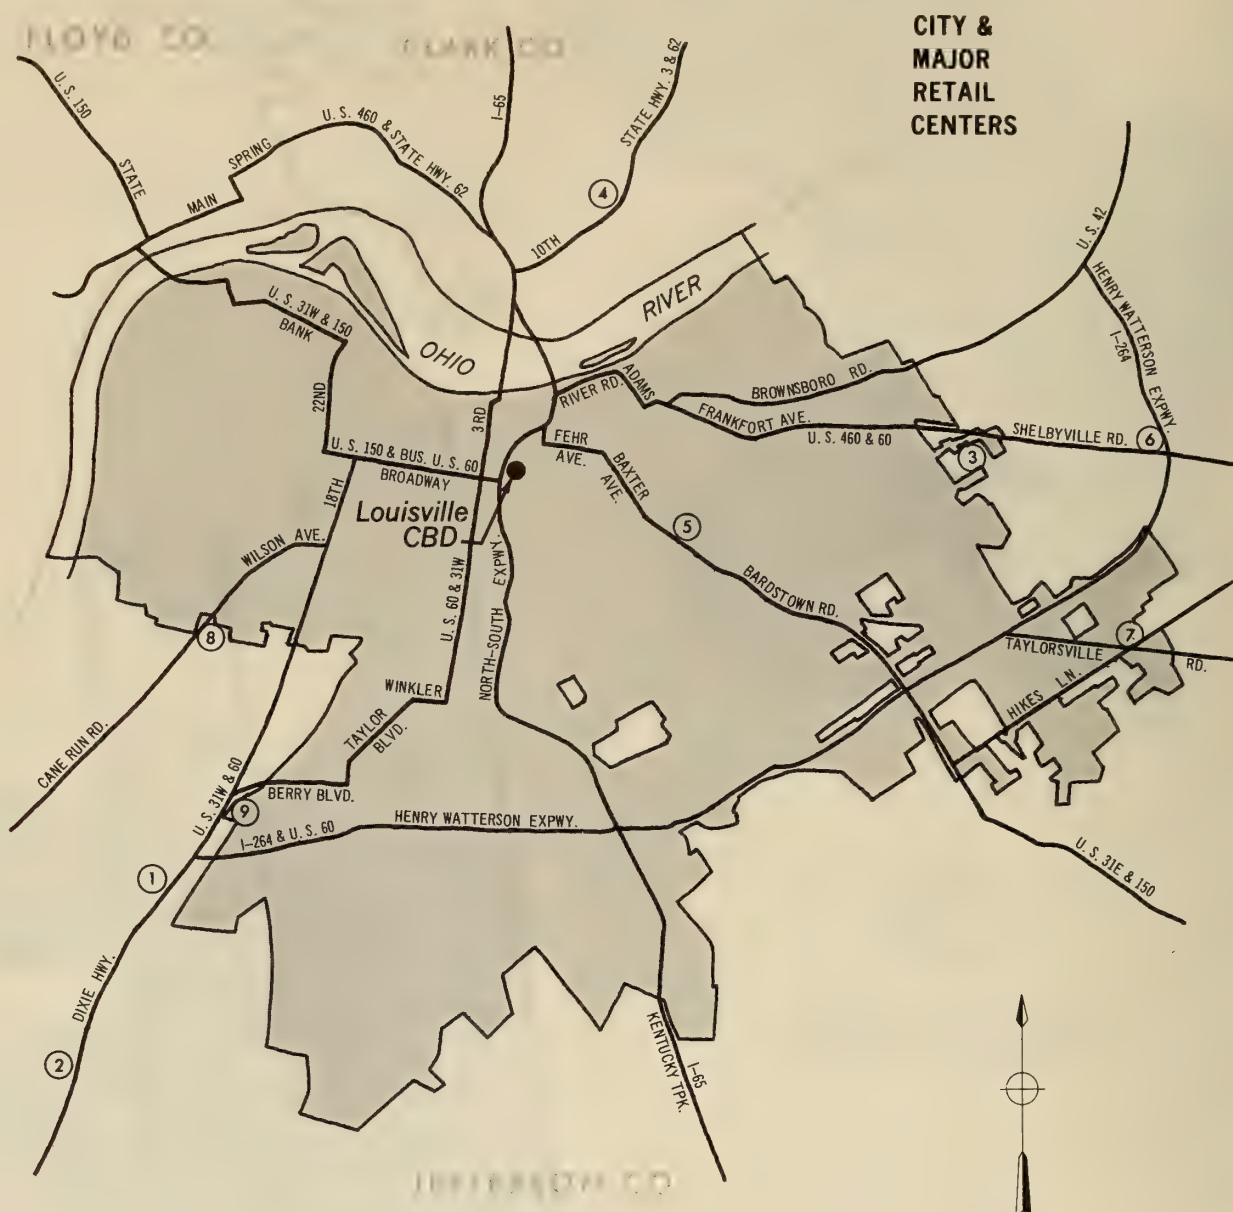 FLOYD CO.
CLARK CO
CITY &
MAJOR
RETAIL
CENTERS
U. S. 150
STATE
MAIN
SPRING
U. S. 460 & STATE HWY. 62
I-65
STATE HWY. 3 & 62
4
10TH
U. S. 42
HENRY WATTERSON EXPWY.
I-264
RIVER
OHIO
U. S. 31W & 150
BANK
22ND
3RD
RIVER RD.
ADAMS
BROWNSBORO RD.
FRANKFORT AVE.
U. S. 460 & 60
SHELBYVILLE RD.
6
3
FEHR
AVE.
BAXTER
AVE.
U. S. 150 & BUS. U. S. 60
BROADWAY
18TH
Louisville
CBD
5
WILSON AVE.
U. S. 60 & 31W
NORTH-SOUTH EXPWY.
BARDSTOWN RD.
8
7
TAYLORSVILLE
RD.
HIKES LN.
WINKLER
TAYLOR
BLVD.
CANE RUN RD.
U. S. 31W & 60
BERRY BLVD.
9
HENRY WATTERSON EXPWY.
I-264 & U. S. 60
1
U. S. 31E & 150
DIXIE HWY.
2
KENTUCKY TPK.
I-65
JEFFERSON CO